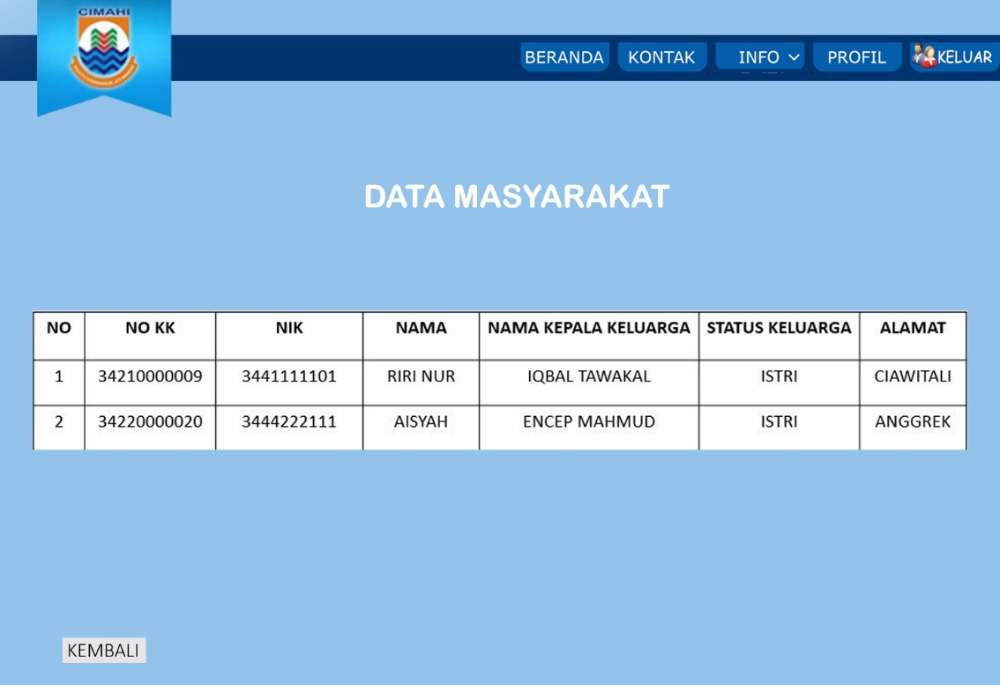 CIMAHI
BERANDA KONTAK INFO PROFIL KELUAR
DATA MASYARAKAT
NO NO KK NIK NAMA NAMA KEPALA KELUARGA STATUS KELUARGA ALAMAT
1 34210000009 3441111101 RIRI NUR IQBAL TAWAKAL ISTRI CIAWITALI
2 34220000020 3444222111 AISYAH ENCEP MAHMUD ISTRI ANGGREK
KEMBALI